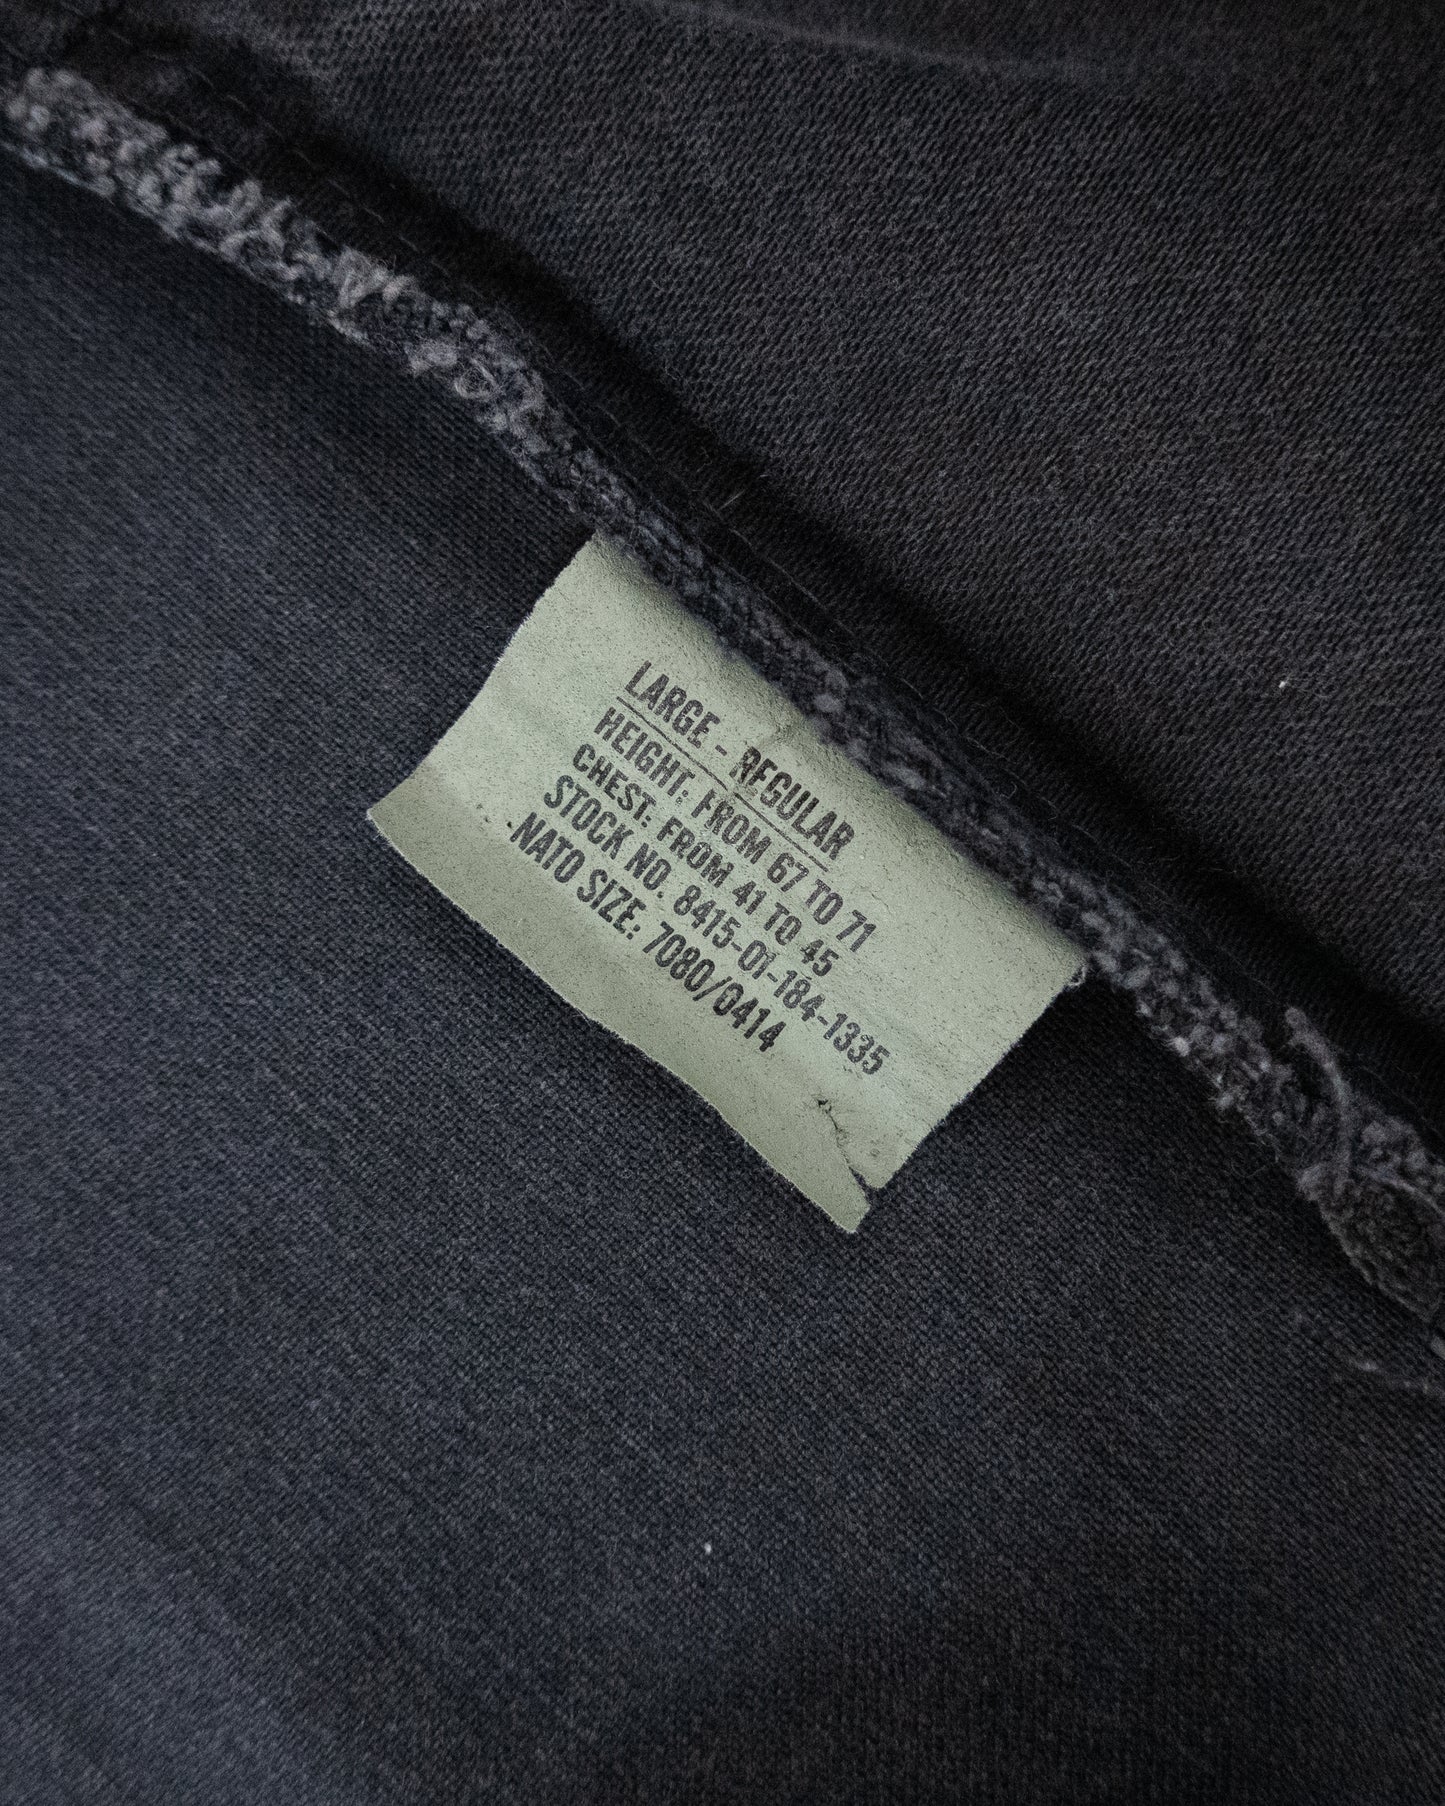 LARGE - REGULAR
HEIGHT: FROM 67 TO 71
CHEST: FROM 41 TO 45
STOCK NO. 8415-01-184-1335
NATO SIZE: 7080/0414